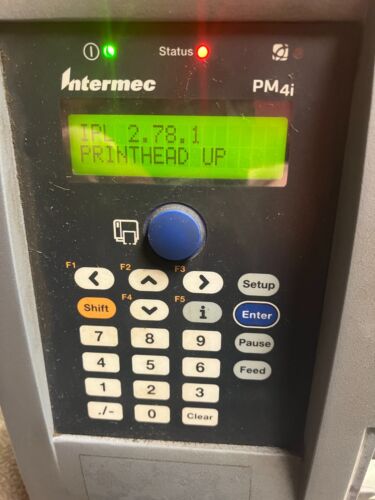 Status
Intermec
PM4i
IPL 2.78.1
PRINTHEAD UP
F1
F2
F3
Setup
Shift
F4
F5
i
Enter
7
8
9
Pause
4
5
6
Feed
1
2
3
./-
0
Clear